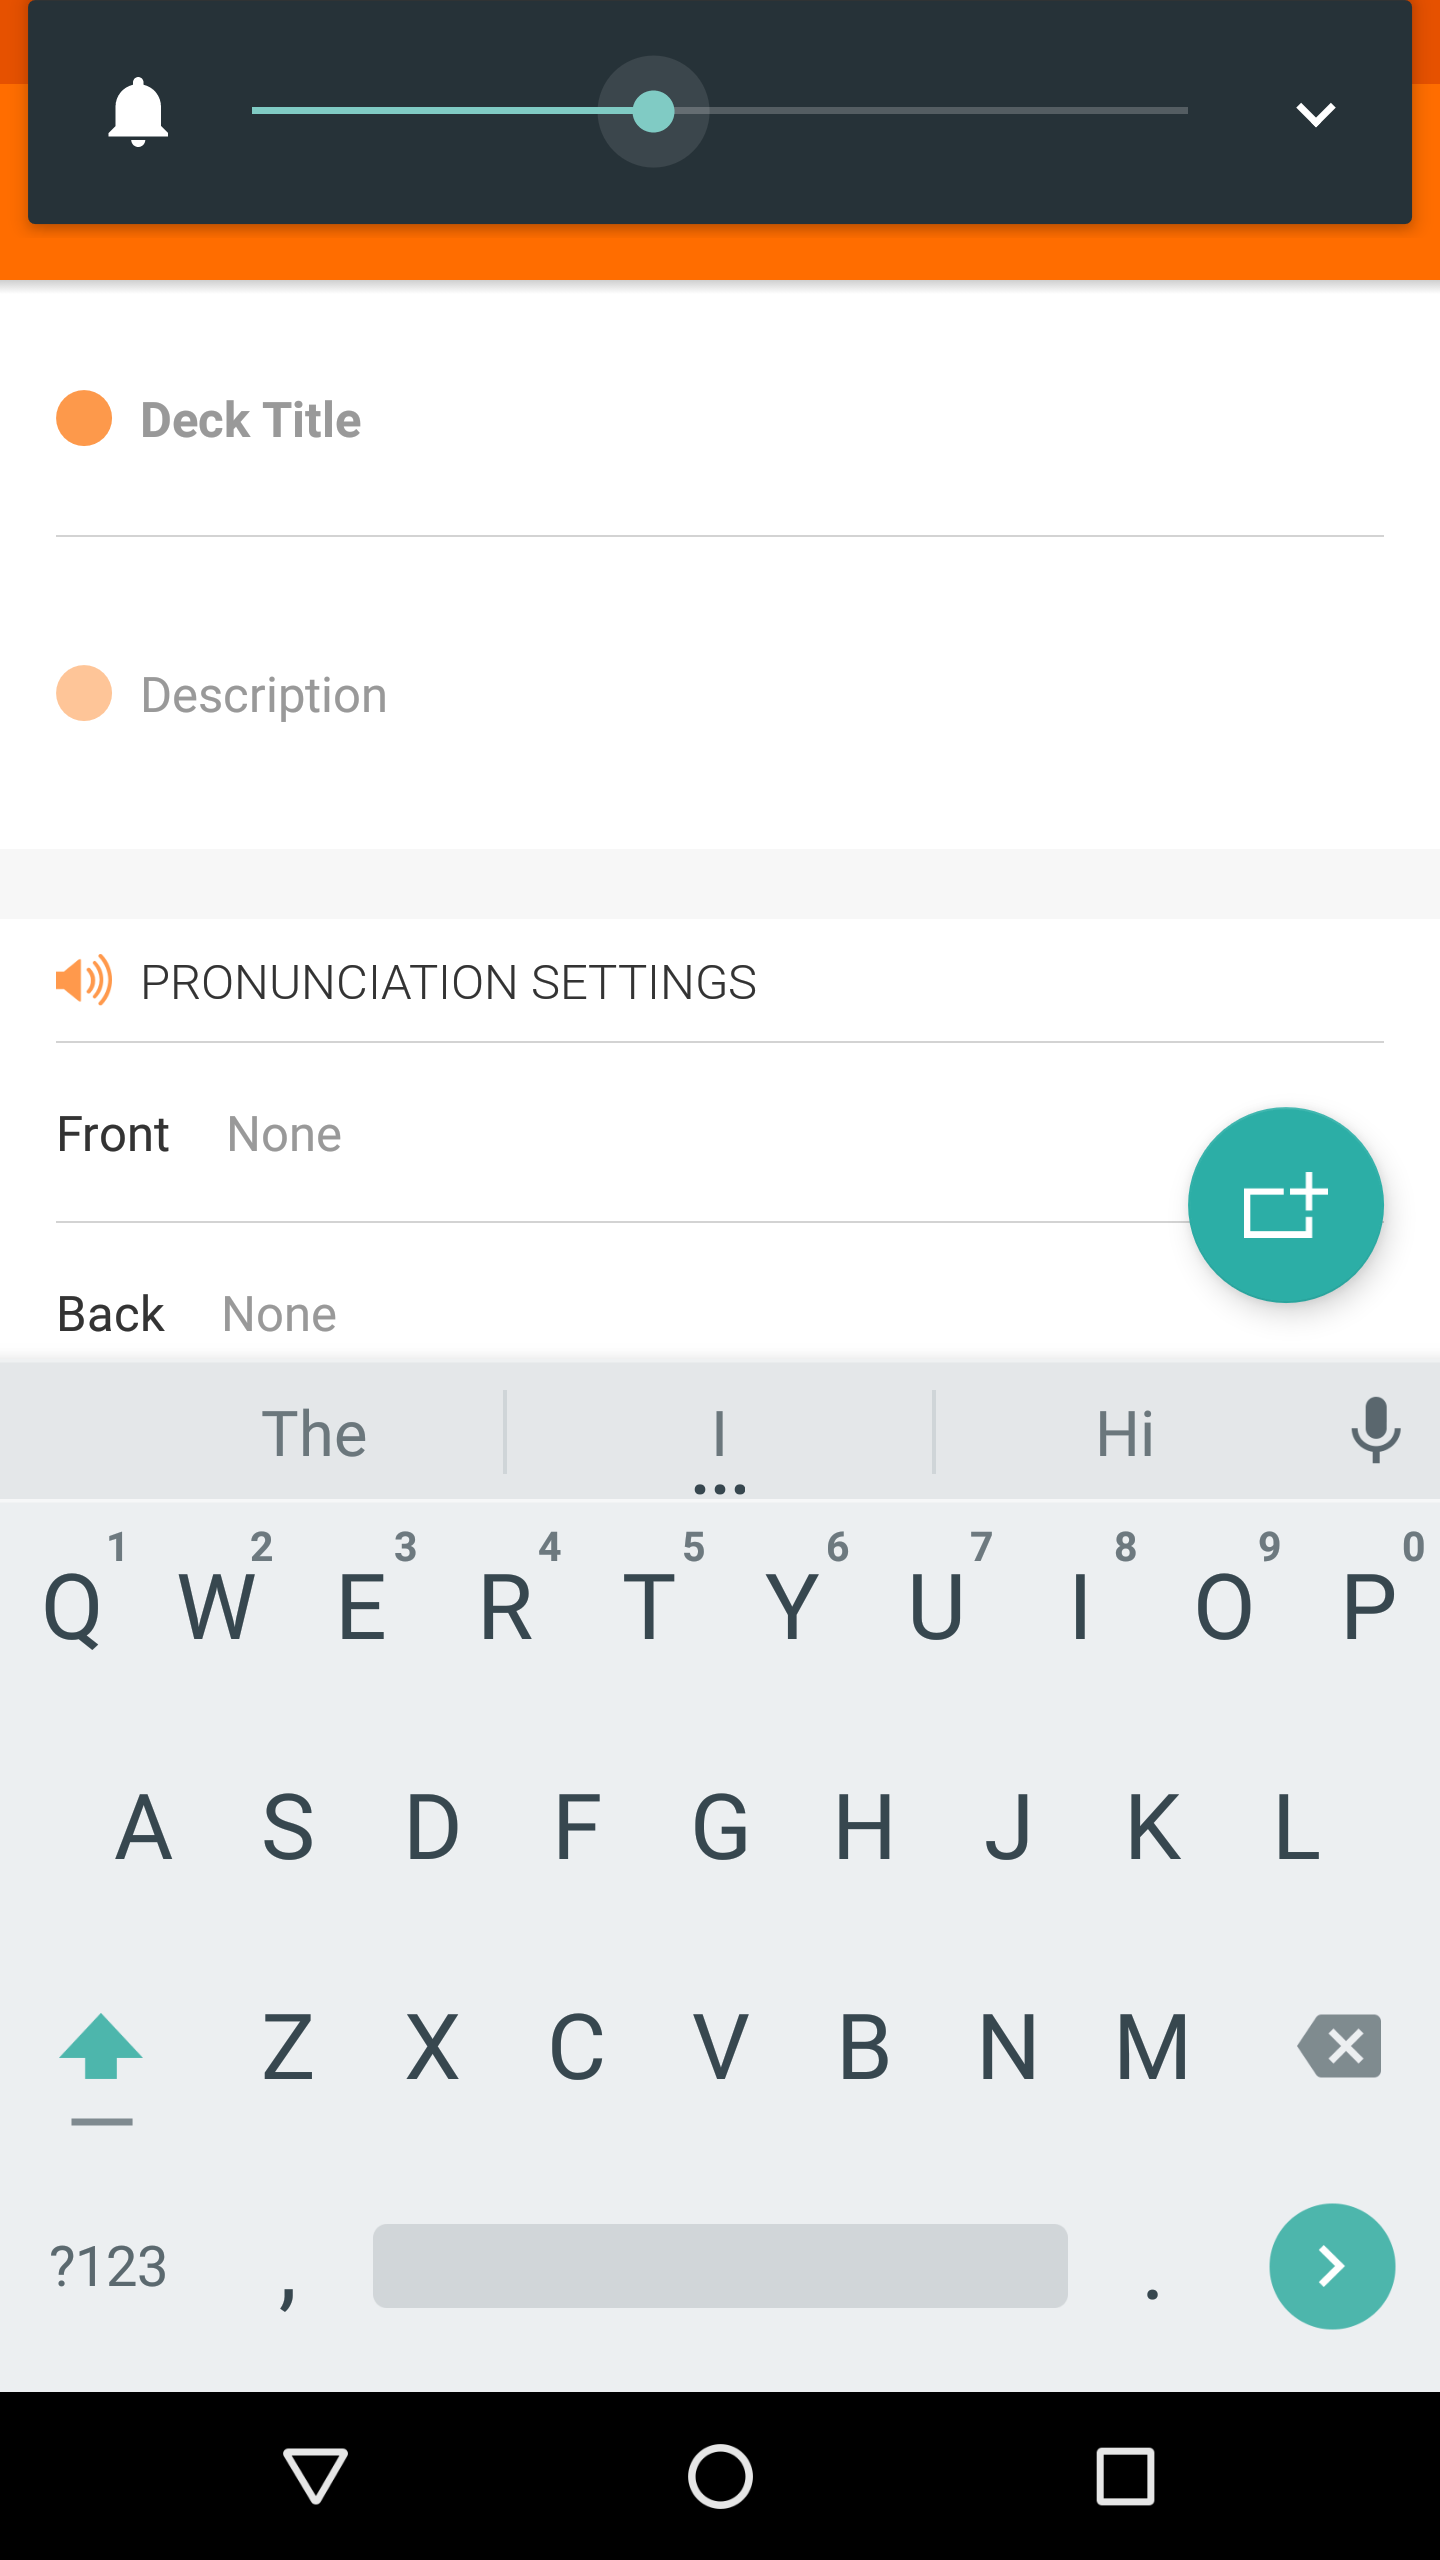 Deck Title
Description
PRONUNCIATION SETTINGS
Front None
Back None
The I Hi
1 2 3 4 5 6 7 8 9 0
Q W E R T Y U I O P
A S D F G H J K L
Z X C V B N M
?123 , .